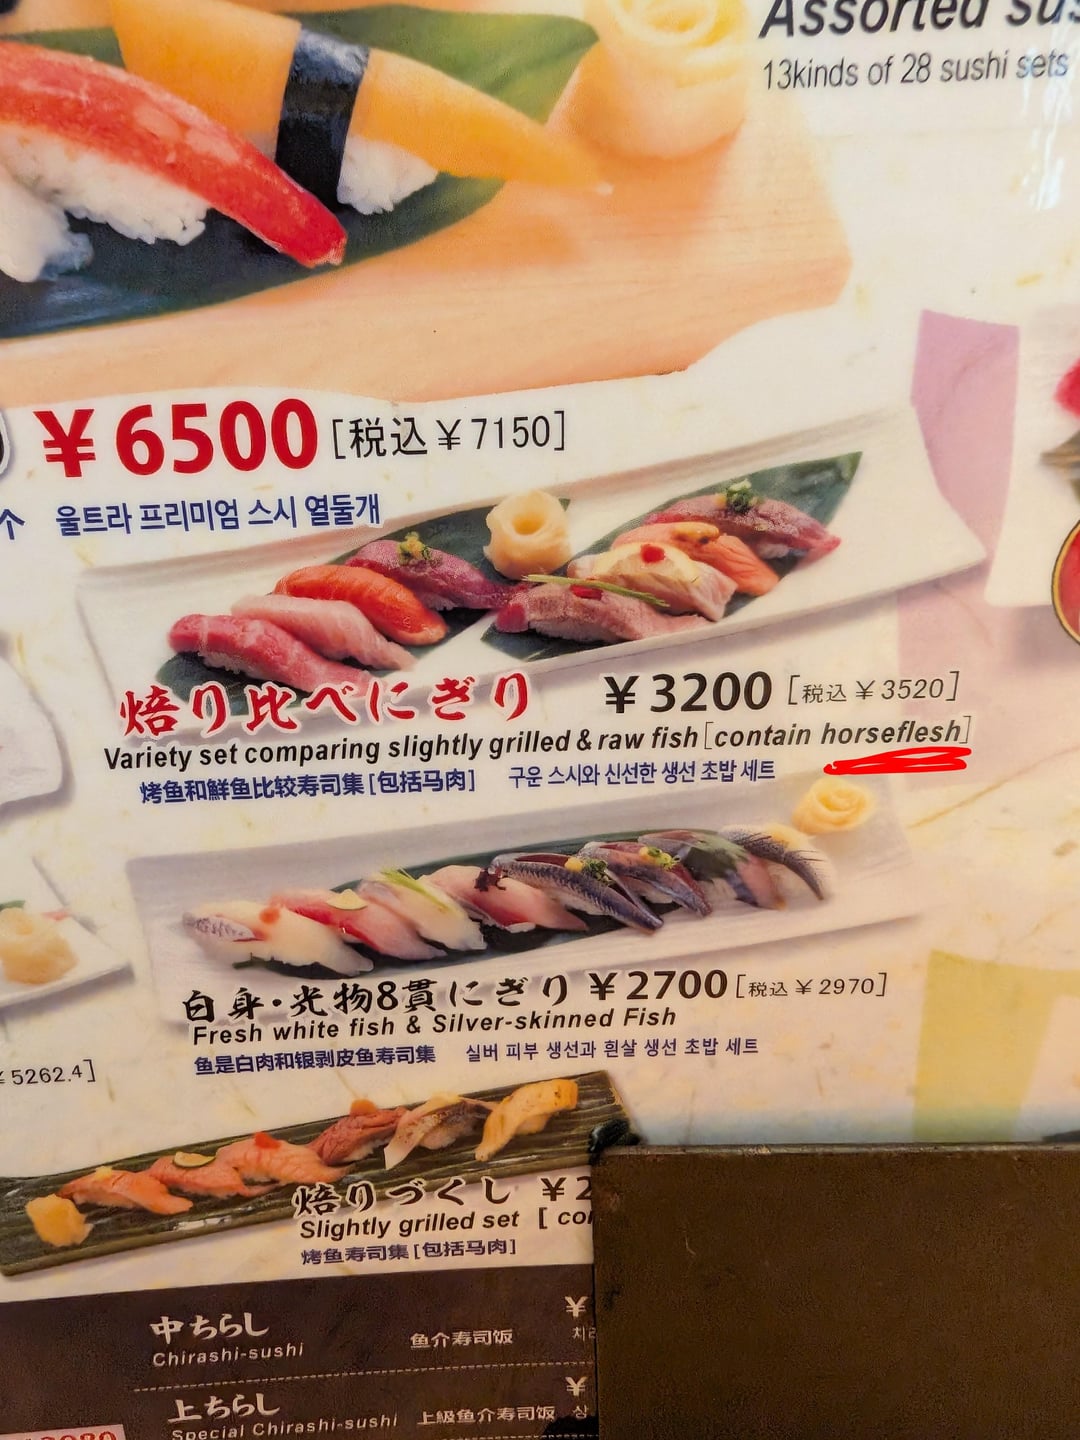 Assorted
13kinds of 28 sushi sets
¥6500 [税込¥7150]
个 울트라 프리미엄 스시 열둘개
焙り比べにぎり ¥3200 [税込¥3520]
Variety set comparing slightly grilled & raw fish [contain horseflesh]
烤鱼和鲜鱼比较寿司集 [包括马肉] 구운 스시와 신선한 생선 초밥 세트
白身・光物8貫にぎり ¥2700 [税込¥2970]
Fresh white fish & Silver-skinned Fish
鱼是白肉和银剥皮鱼寿司集 실버 피부 생선과 흰살 생선 초밥 세트
¥5262.4]
焙りづくし ¥2
Slightly grilled set [
烤鱼寿司集 [包括马肉]
中ちらし 鱼介寿司饭 ¥
Chirashi-sushi
上ちらし 上級鱼介寿司饭 ¥
Special Chirashi-sushi